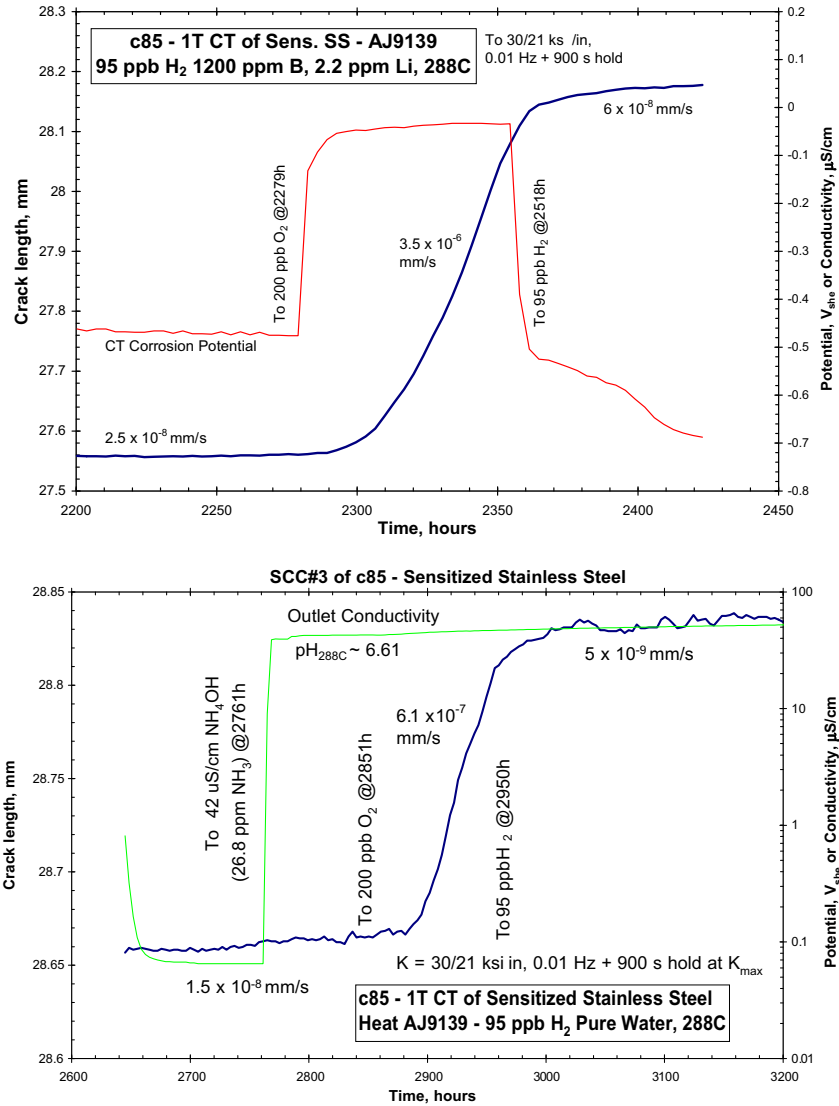 c85 - 1T CT of Sens. SS - AJ9139
95 ppb H2 1200 ppm B, 2.2 ppm Li, 288C
To 30/21 ks /in,
0.01 Hz + 900 s hold
28.3
28.2
28.1
28
27.9
27.8
27.7
27.6
27.5
Crack length, mm
0.2
0.1
0
-0.1
-0.2
-0.3
-0.4
-0.5
-0.6
-0.7
-0.8
Potential, Vshe or Conductivity, µS/cm
6 x 10-8 mm/s
To 200 ppb O2 @2279h
3.5 x 10-6
mm/s
To 95 ppb H2 @2518h
CT Corrosion Potential
2.5 x 10-8 mm/s
2200
2250
2300
2350
2400
2450
Time, hours
SCC#3 of c85 - Sensitized Stainless Steel
28.85
28.8
28.75
28.7
28.65
28.6
Crack length, mm
100
10
1
0.1
0.01
Potential, Vshe or Conductivity, µS/cm
Outlet Conductivity
pH288C ~ 6.61
5 x 10-9 mm/s
To 42 uS/cm NH4OH
(26.8 ppm NH3) @2761h
6.1 x10-7
mm/s
To 200 ppb O2 @2851h
To 95 ppbH 2 @2950h
1.5 x 10-8 mm/s
K = 30/21 ksi in, 0.01 Hz + 900 s hold at Kmax
c85 - 1T CT of Sensitized Stainless Steel
Heat AJ9139 - 95 ppb H2 Pure Water, 288C
2600
2700
2800
2900
3000
3100
3200
Time, hours